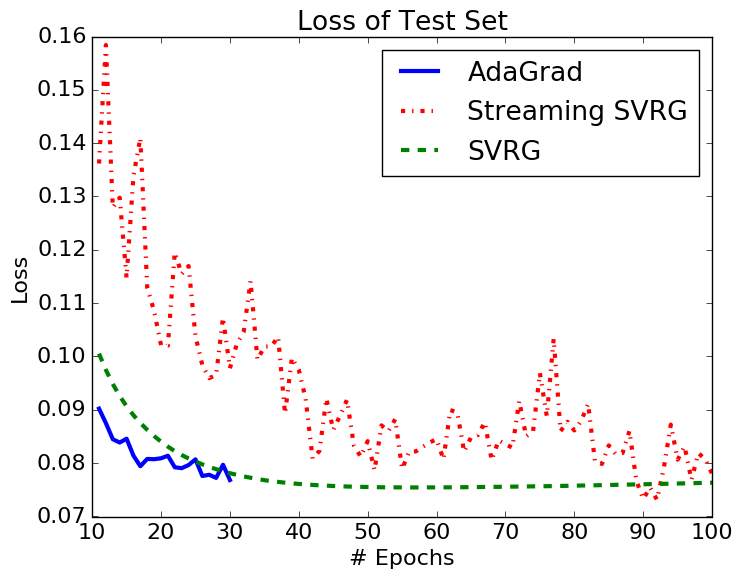 Loss of Test Set
0.16
0.15
0.14
0.13
0.12
0.11
0.10
0.09
0.08
0.07
Loss
AdaGrad
Streaming SVRG
SVRG
10 20 30 40 50 60 70 80 90 100
# Epochs